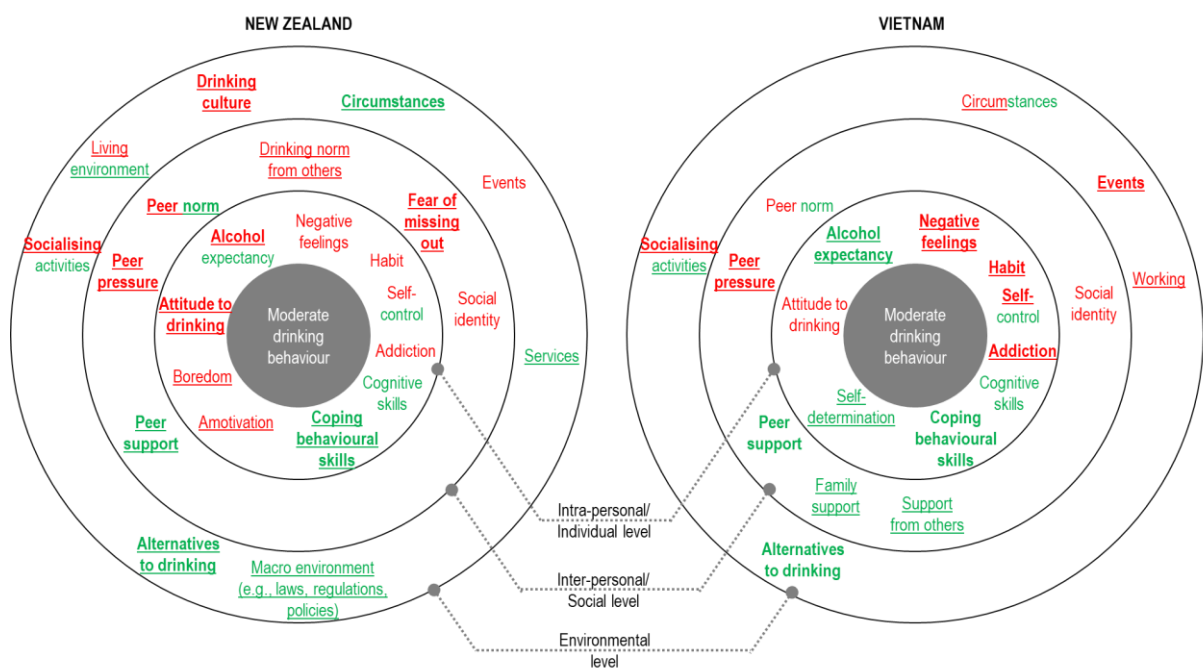 NEW ZEALAND
Drinking
culture
Circumstances
Living
environment
Drinking norm
from others
Events
Peer norm
Fear of
missing
out
Socialising
activities
Peer
pressure
Alcohol
expectancy
Negative
feelings
Habit
Self-
control
Attitude to
drinking
Moderate
drinking
behaviour
Social
identity
Addiction
Services
Boredom
Cognitive
skills
Amotivation
Coping
behavioural
skills
Peer
support
Alternatives
to drinking
Macro environment
(e.g., laws, regulations,
policies)
Intra-personal/
Individual level
Inter-personal/
Social level
Environmental
level
VIETNAM
Circumstances
Events
Peer norm
Alcohol
expectancy
Negative
feelings
Socialising
activities
Peer
pressure
Habit
Self-
control
Working
Attitude to
drinking
Moderate
drinking
behaviour
Social
identity
Addiction
Cognitive
skills
Self-
determination
Coping
behavioural
skills
Peer
support
Family
support
Support
from others
Alternatives
to drinking